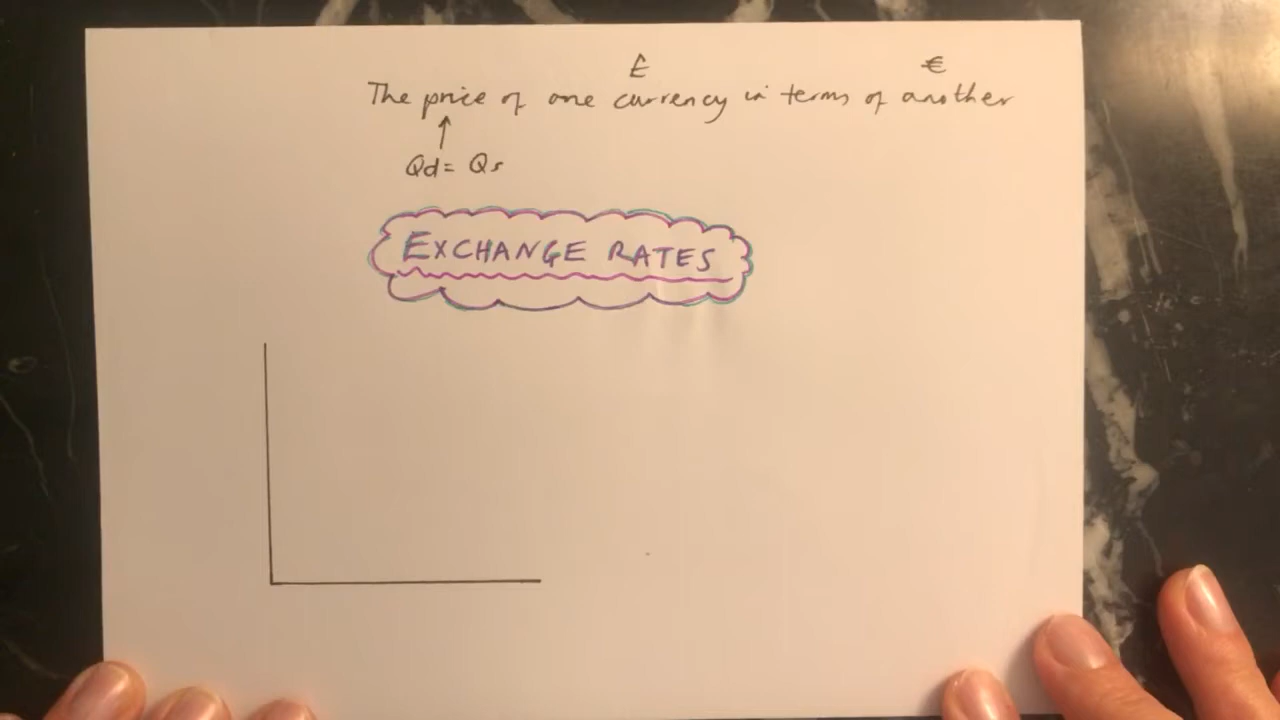 £ €
The price of one currency in terms of another
↑
Qd = Qs
EXCHANGE RATES